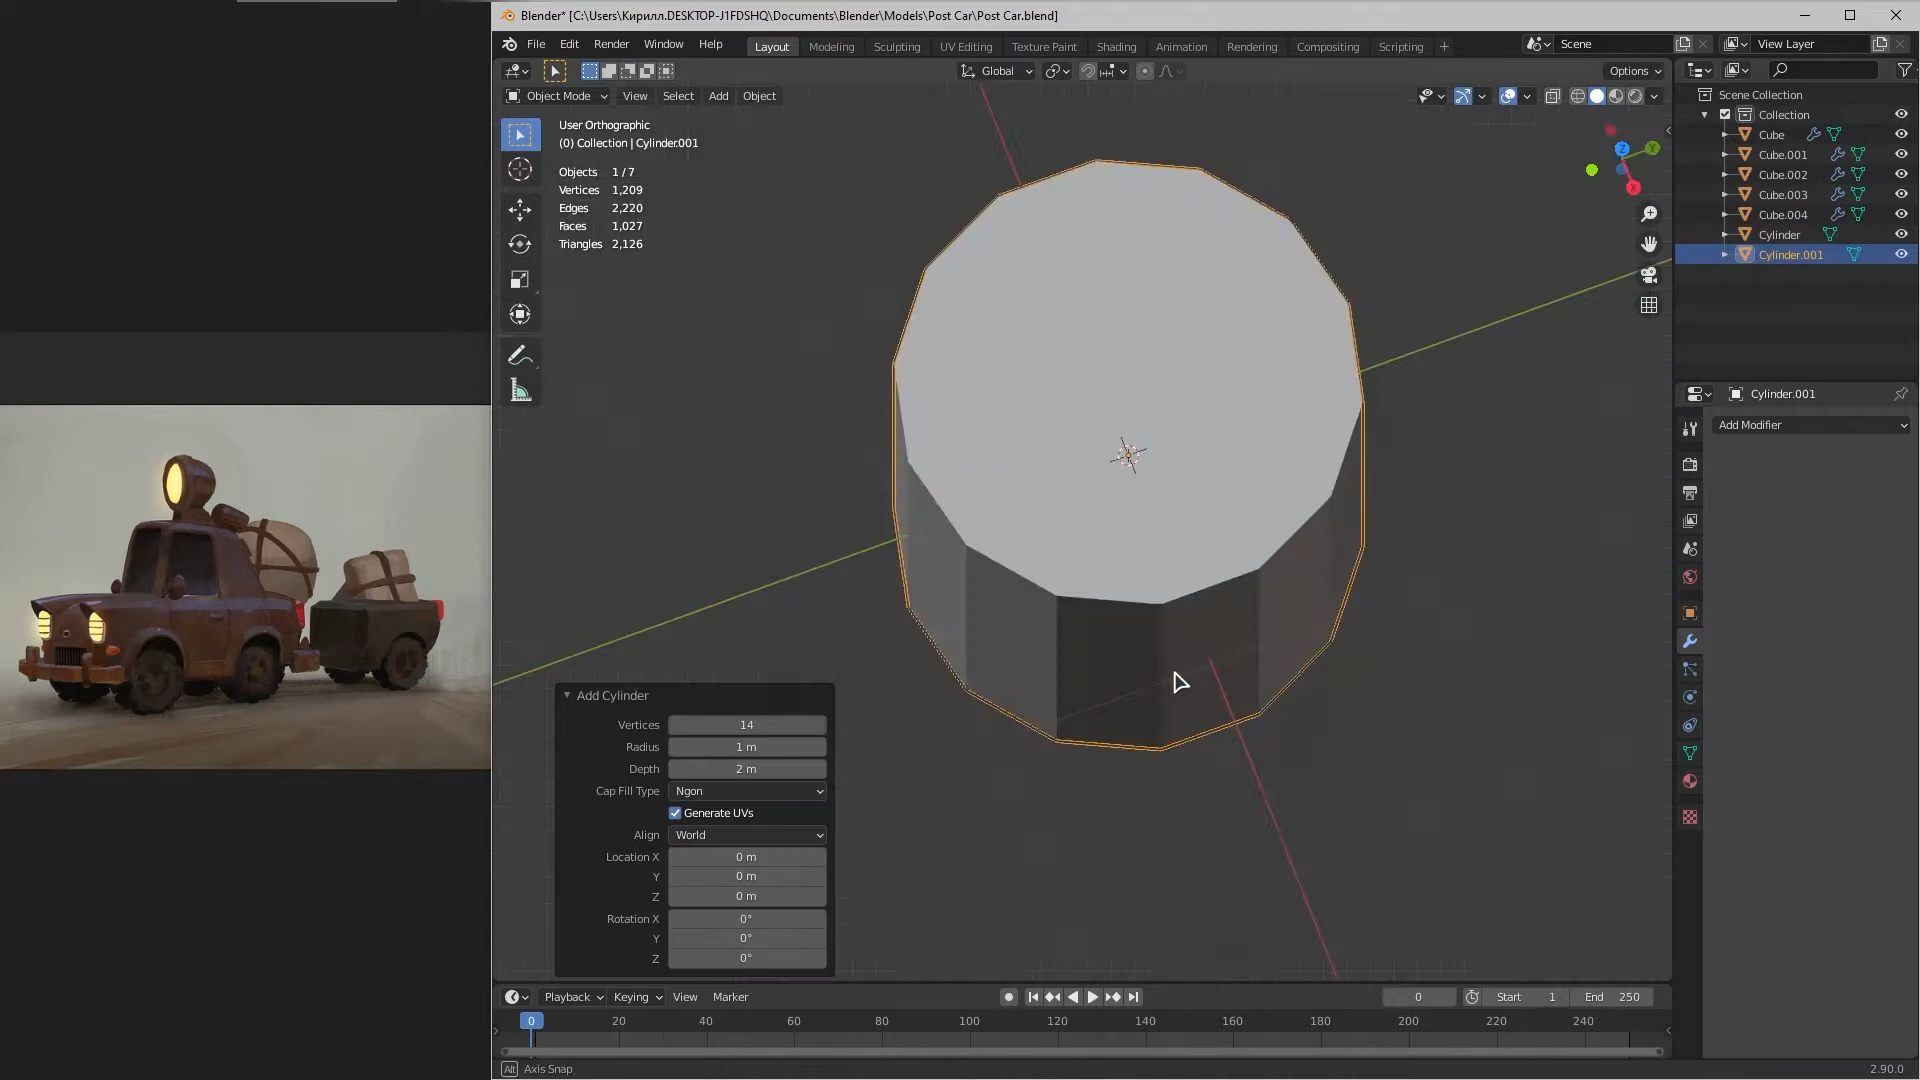 Blender* [C:\Users\Кирилл.DESKTOP-J1FDSHQ\Documents\Blender\Models\Post Car\Post Car.blend]
File Edit Render Window Help Layout Modeling Sculpting UV Editing Texture Paint Shading Animation Rendering Compositing Scripting + Scene View Layer
Global Options
Object Mode View Select Add Object
Scene Collection
Collection
Cube
Cube.001
Cube.002
Cube.003
Cube.004
Cylinder
Cylinder.001
User Orthographic
(0) Collection | Cylinder.001
Objects 1 / 7
Vertices 1,209
Edges 2,220
Faces 1,027
Triangles 2,126
Z Y
X
Cylinder.001
Add Modifier
Add Cylinder
Vertices 14
Radius 1 m
Depth 2 m
Cap Fill Type Ngon
Generate UVs
Align World
Location X 0 m
Y 0 m
Z 0 m
Rotation X 0°
Y 0°
Z 0°
Playback Keying View Marker 0 Start 1 End 250
0 20 40 60 80 100 120 140 160 180 200 220 240
Alt Axis Snap 2.90.0